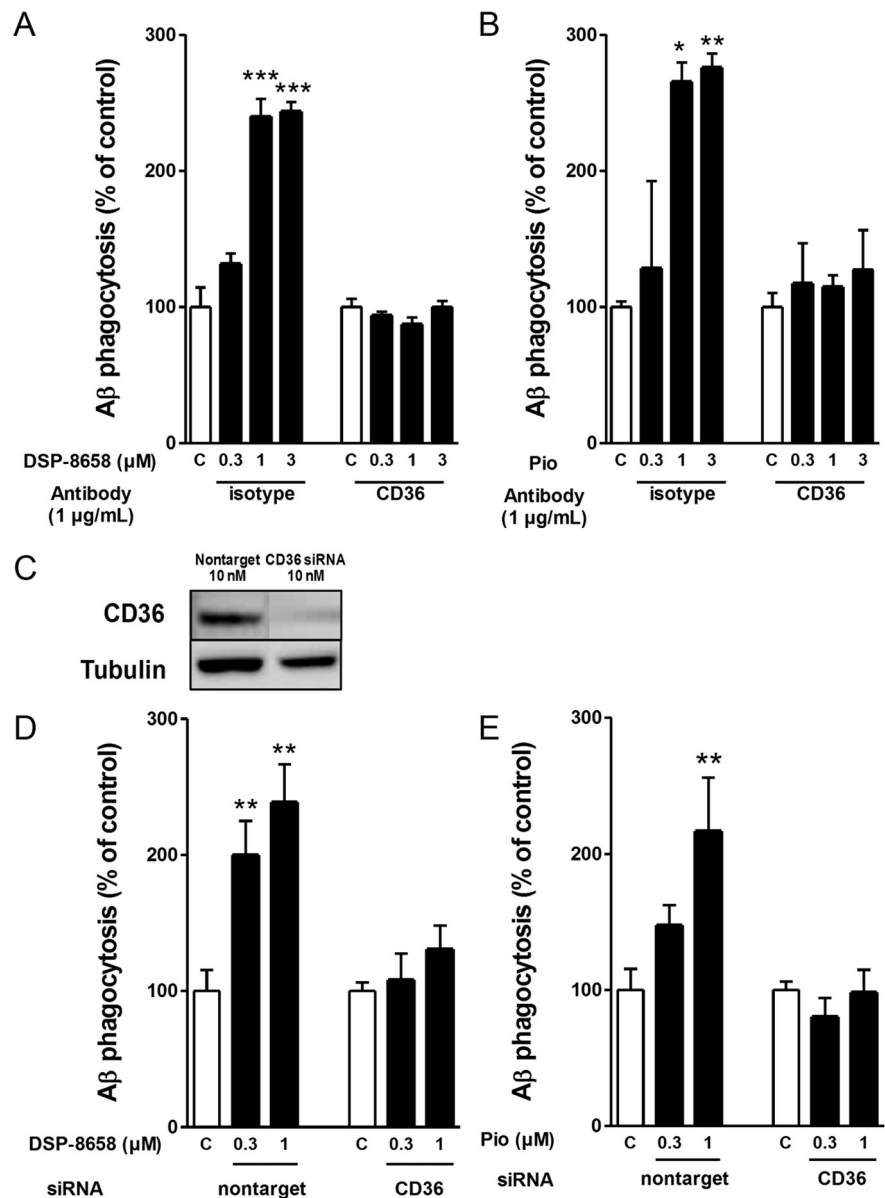 A
Aβ phagocytosis (% of control)
300
200
100
0
***
***
DSP-8658 (µM) C 0.3 1 3 C 0.3 1 3
Antibody isotype CD36
(1 µg/mL)
B
Aβ phagocytosis (% of control)
300
200
100
0
*
**
Pio C 0.3 1 3 C 0.3 1 3
Antibody isotype CD36
(1 µg/mL)
C
Nontarget CD36 siRNA
10 nM 10 nM
CD36
Tubulin
D
Aβ phagocytosis (% of control)
300
200
100
0
**
**
DSP-8658 (µM) C 0.3 1 C 0.3 1
siRNA nontarget CD36
E
Aβ phagocytosis (% of control)
300
200
100
0
**
Pio (µM) C 0.3 1 C 0.3 1
siRNA nontarget CD36